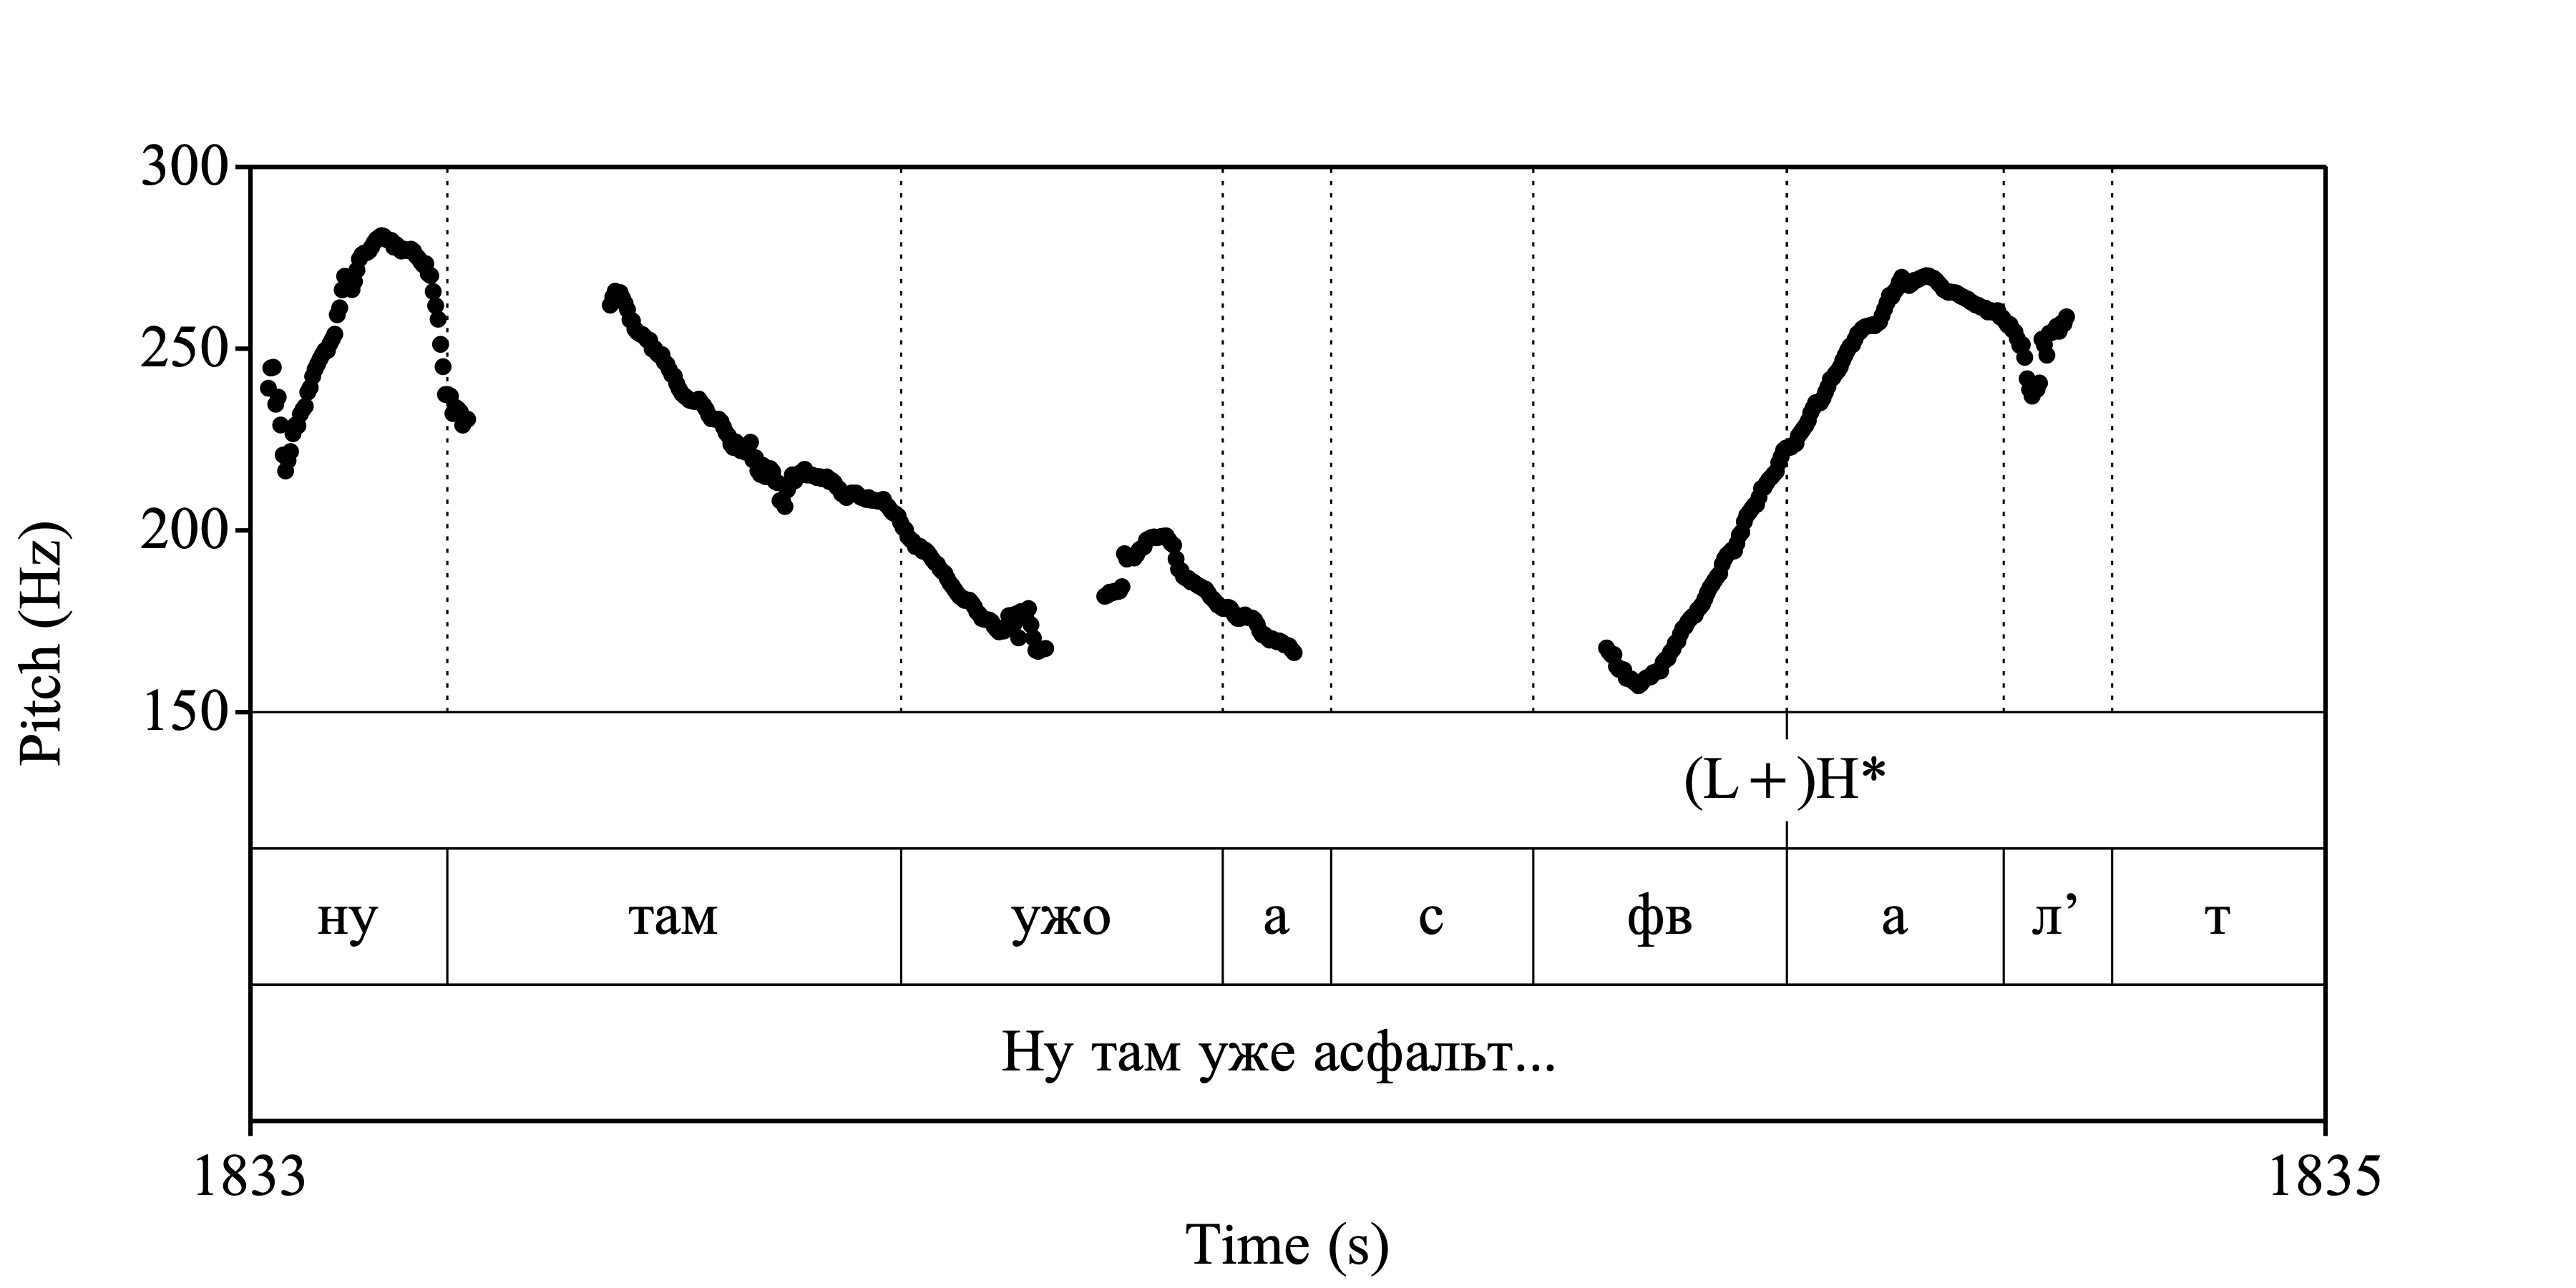 300
250
200
150
Pitch (Hz)
(L+)H*
ну там ужо а с фв а л’ т
Ну там уже асфальт...
1833 1835
Time (s)